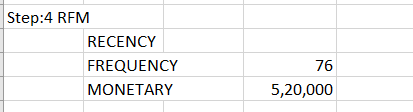 Step:4 RFM
RECENCY
FREQUENCY 76
MONETARY 5,20,000